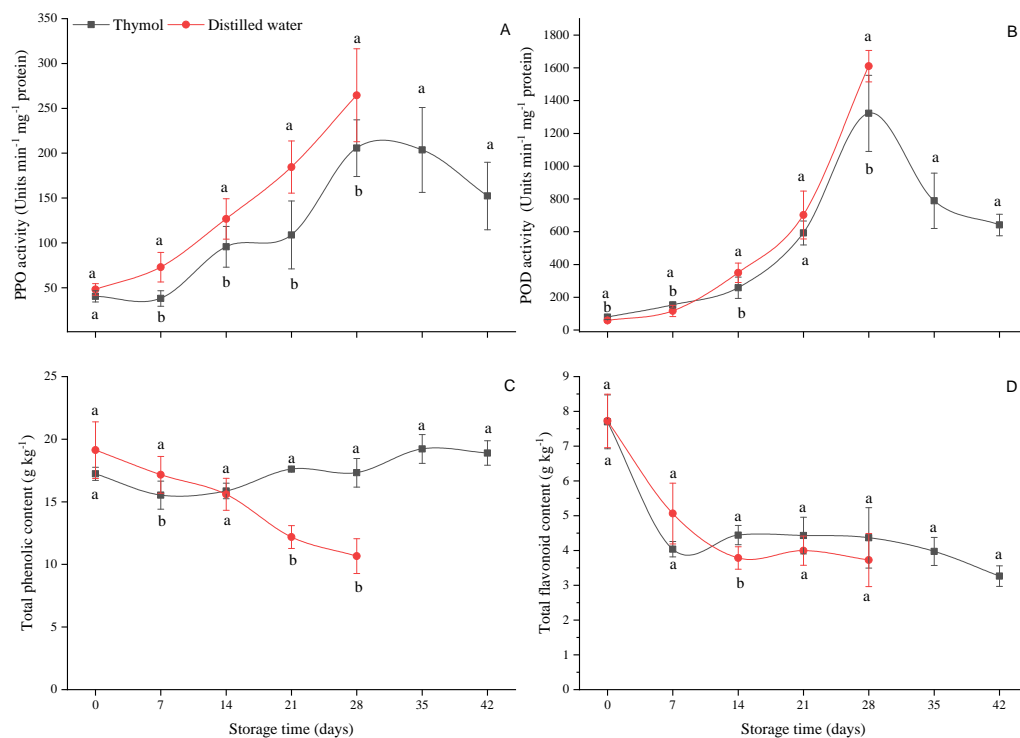 Thymol Distilled water
A
PPO activity (Units min⁻¹ mg⁻¹ protein)
350
300
250
200
150
100
50
a a a a a a a
a b b b b
B
POD activity (Units min⁻¹ mg⁻¹ protein)
1800
1600
1400
1200
1000
800
600
400
200
0
a a a a a a a
b b b a b
C
Total phenolic content (g kg⁻¹)
25
20
15
10
5
0
a a a a a a a
a b a b b
0 7 14 21 28 35 42
Storage time (days)
D
Total flavonoid content (g kg⁻¹)
9
8
7
6
5
4
3
2
1
0
a a a a a a a
a a b a a
0 7 14 21 28 35 42
Storage time (days)